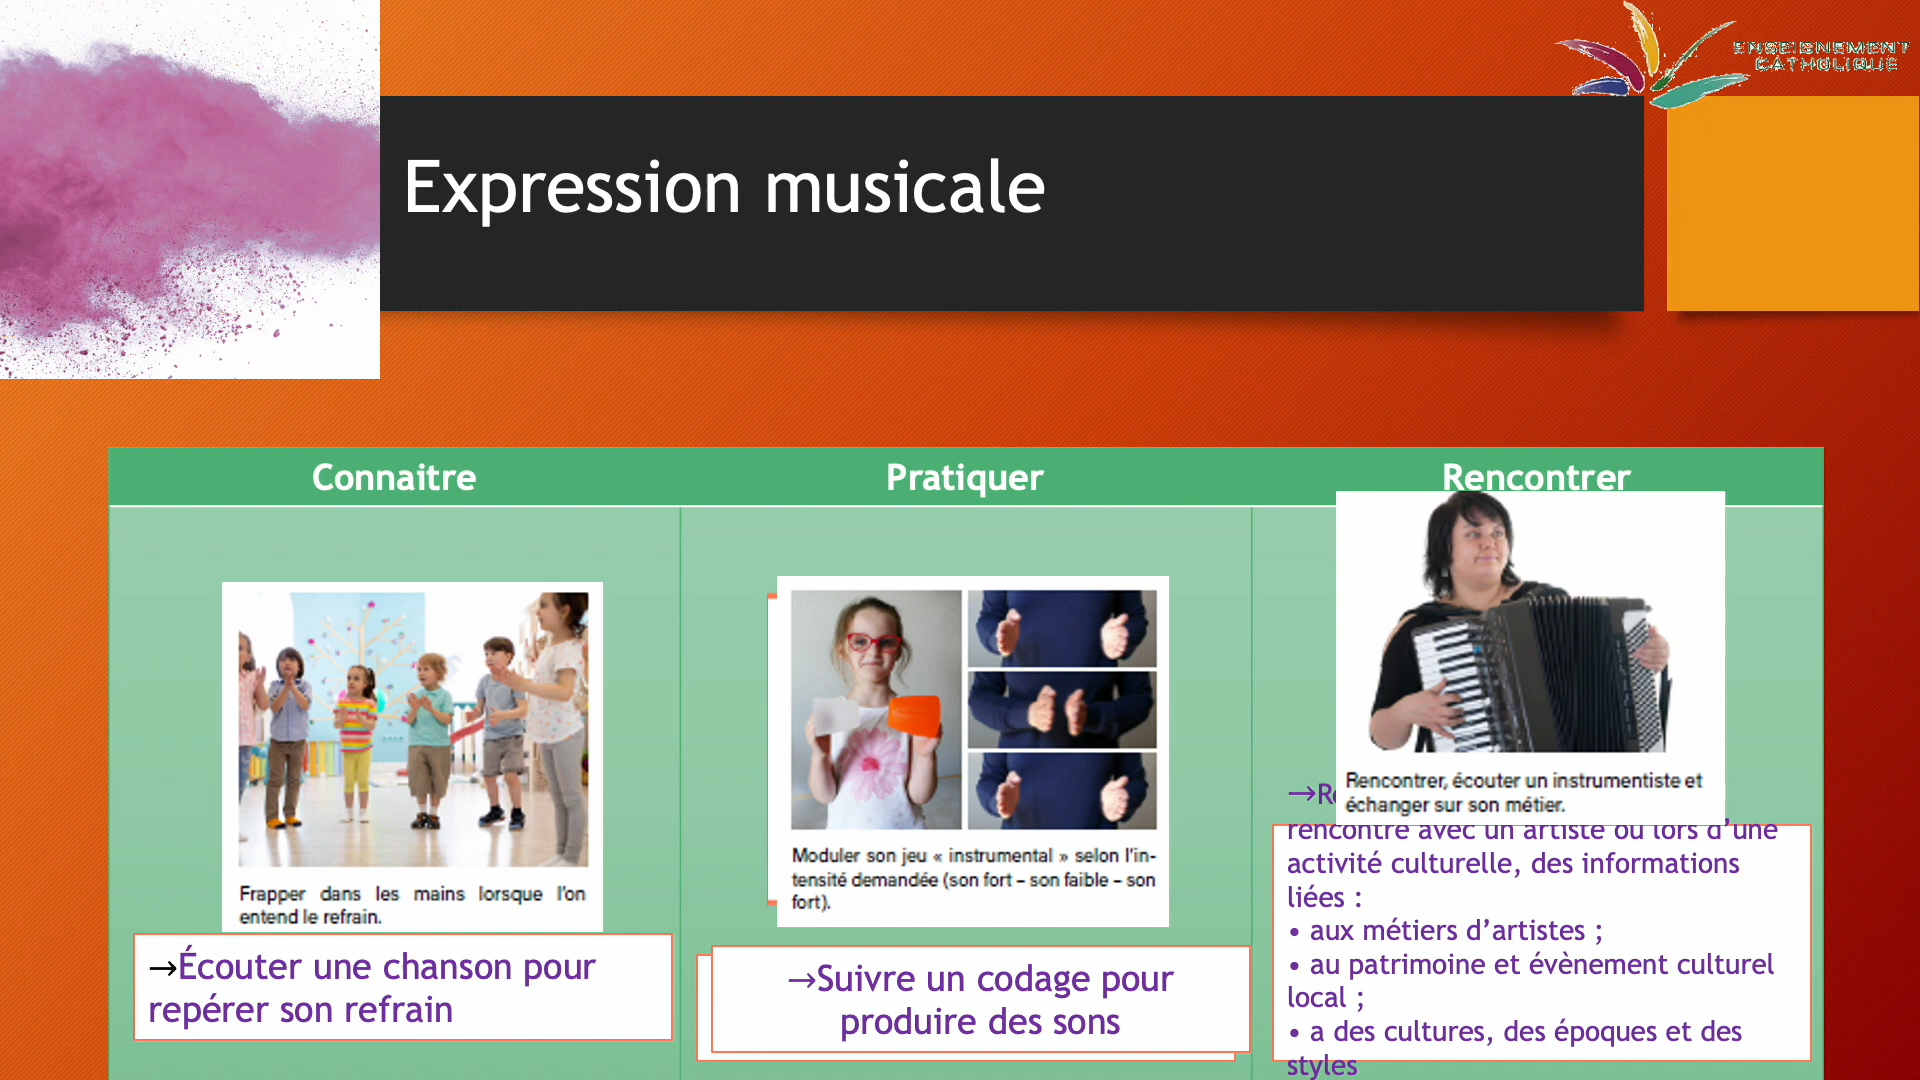 ENSEIGNEMENT
CATHOLIQUE
Expression musicale
Connaitre
Pratiquer
Rencontrer
Frapper dans les mains lorsque l'on
entend le refrain.
→Écouter une chanson pour
repérer son refrain
Moduler son jeu « instrumental » selon l'in-
tensité demandée (son fort – son faible – son
fort).
→Suivre un codage pour
produire des sons
Rencontrer, écouter un instrumentiste et
échanger sur son métier.
→
rencontre avec un artiste ou lors d’une
activité culturelle, des informations
liées :
• aux métiers d’artistes ;
• au patrimoine et évènement culturel
local ;
• a des cultures, des époques et des
styles